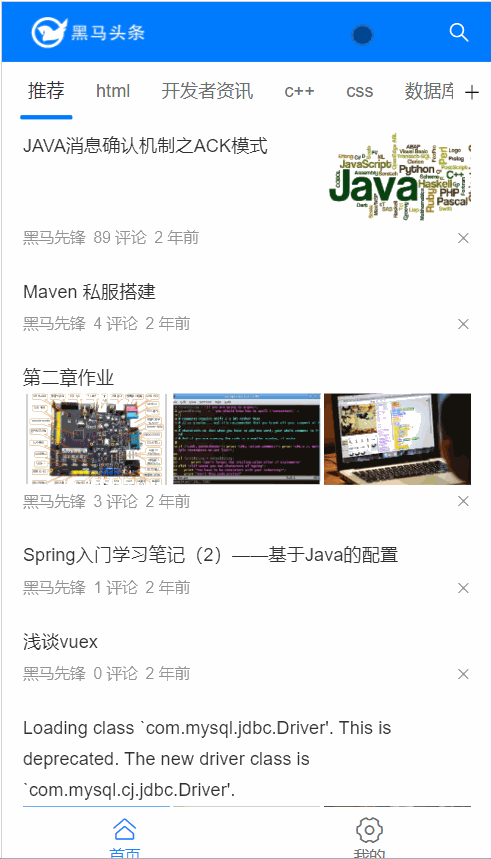 黑马头条
推荐 html 开发者资讯 c++ css 数据库
JAVA消息确认机制之ACK模式
JavaScript
Python
Java
Haskell
C++
PHP
Ruby
Pascal
Perl
黑马先锋 89 评论 2 年前
Maven 私服搭建
黑马先锋 4 评论 2 年前
第二章作业
黑马先锋 3 评论 2 年前
Spring入门学习笔记（2）——基于Java的配置
黑马先锋 1 评论 2 年前
浅谈vuex
黑马先锋 0 评论 2 年前
Loading class `com.mysql.jdbc.Driver'. This is
deprecated. The new driver class is
`com.mysql.cj.jdbc.Driver'.
首页 我的